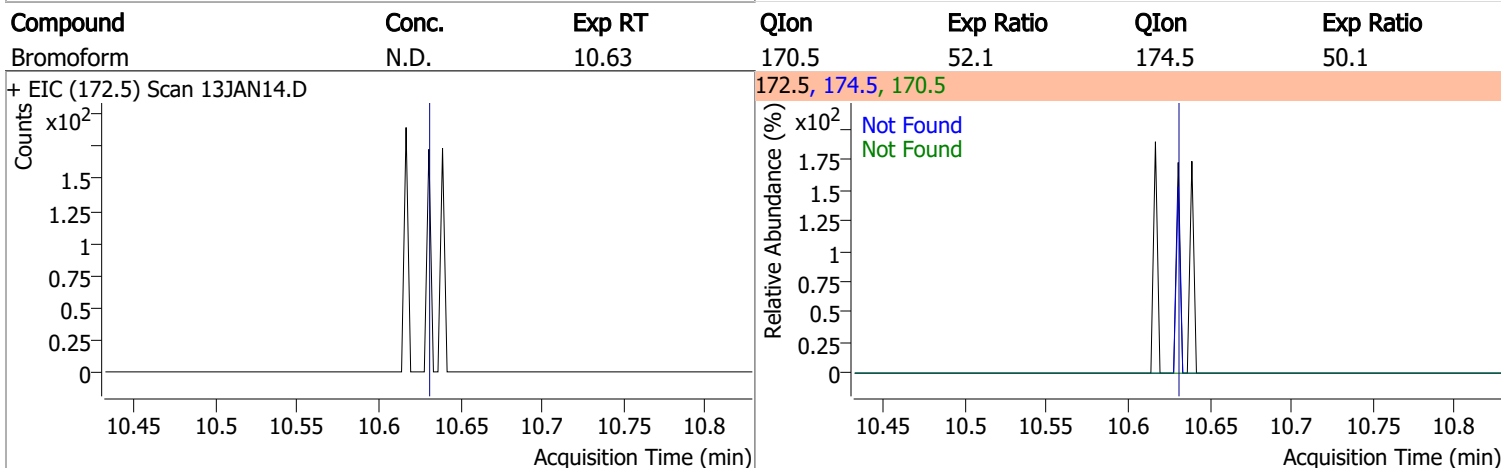 Compound Conc. Exp RT QIon Exp Ratio QIon Exp Ratio
Bromoform N.D. 10.63 170.5 52.1 174.5 50.1
+ EIC (172.5) Scan 13JAN14.D
Counts
x10²
1.5
1.25
1
0.75
0.5
0.25
0
10.45 10.5 10.55 10.6 10.65 10.7 10.75 10.8
Acquisition Time (min)
172.5, 174.5, 170.5
Relative Abundance (%)
x10²
Not Found
Not Found
1.75
1.5
1.25
1
0.75
0.5
0.25
0
10.45 10.5 10.55 10.6 10.65 10.7 10.75 10.8
Acquisition Time (min)